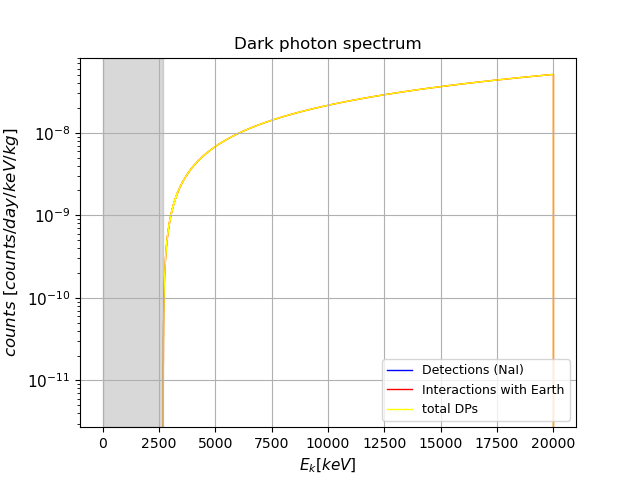 Dark photon spectrum
counts [counts/day/keV/kg]
10⁻⁸
10⁻⁹
10⁻¹⁰
10⁻¹¹
Detections (NaI)
Interactions with Earth
total DPs
0 2500 5000 7500 10000 12500 15000 17500 20000
Eₖ[keV]